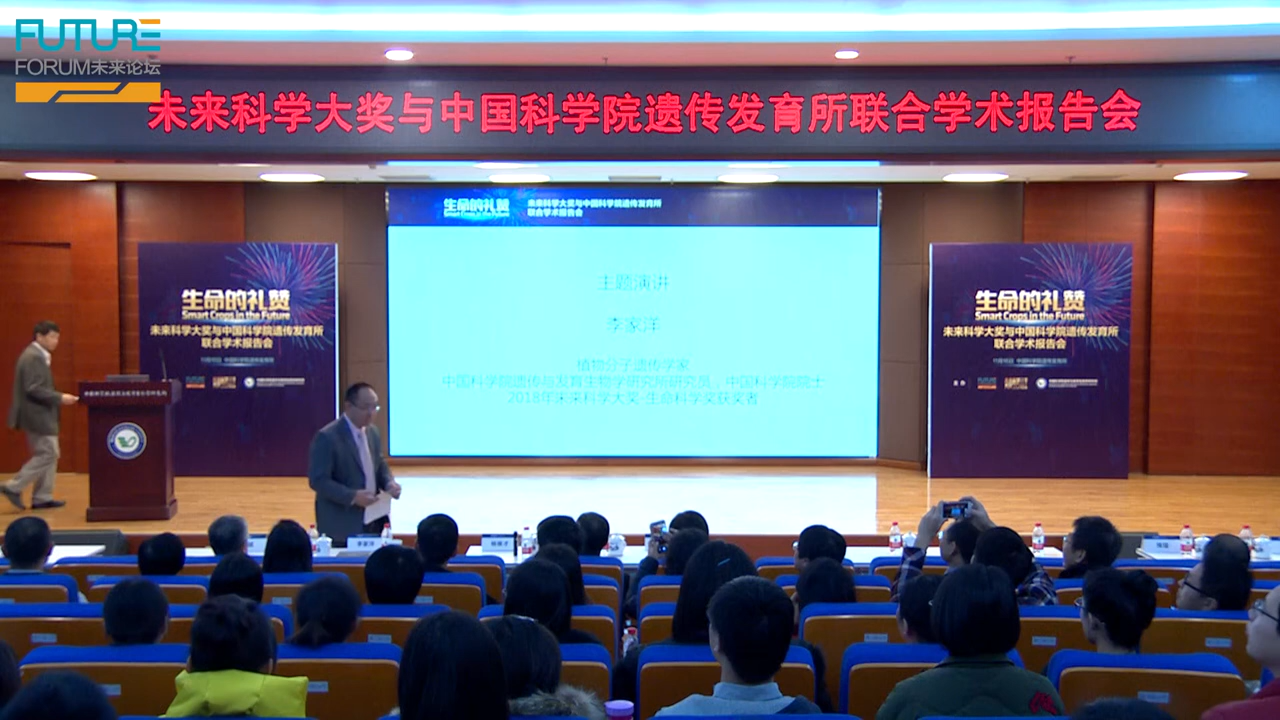 FUTURE
FORUM未来论坛
未来科学大奖与中国科学院遗传发育所联合学术报告会
生命的礼赞
Smart Crops in the Future
未来科学大奖与中国科学院遗传发育所
联合学术报告会
主题演讲
李家洋
植物分子遗传学家
中国科学院遗传与发育生物学研究所研究员，中国科学院院士
2018年未来科学大奖-生命科学奖获奖者
生命的礼赞
Smart Crops in the Future
未来科学大奖与中国科学院遗传发育所
联合学术报告会
生命的礼赞
Smart Crops in the Future
未来科学大奖与中国科学院遗传发育所
联合学术报告会